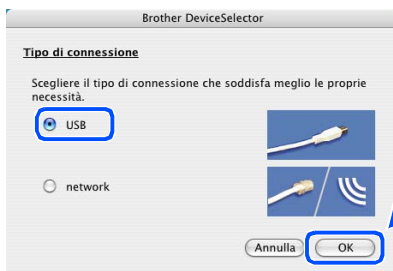 Brother DeviceSelector
Tipo di connessione
Scegliere il tipo di connessione che soddisfa meglio le proprie
necessità.
USB
network
Annulla OK